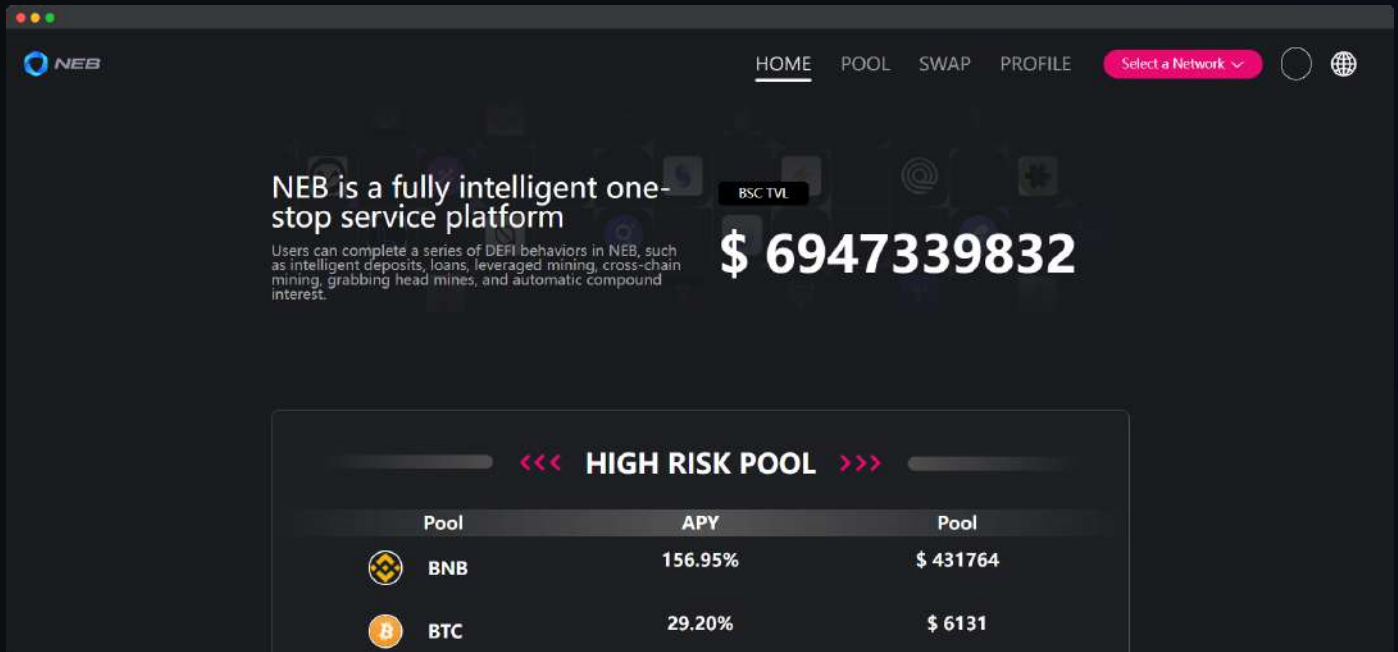 NEB
HOME POOL SWAP PROFILE Select a Network
NEB is a fully intelligent one-
stop service platform
Users can complete a series of DEFI behaviors in NEB, such
as intelligent deposits, loans, leveraged mining, cross-chain
mining, grabbing head mines, and automatic compound
interest.
BSC TVL
$ 6947339832
<<< HIGH RISK POOL >>>
Pool APY Pool
BNB 156.95% $ 431764
BTC 29.20% $ 6131